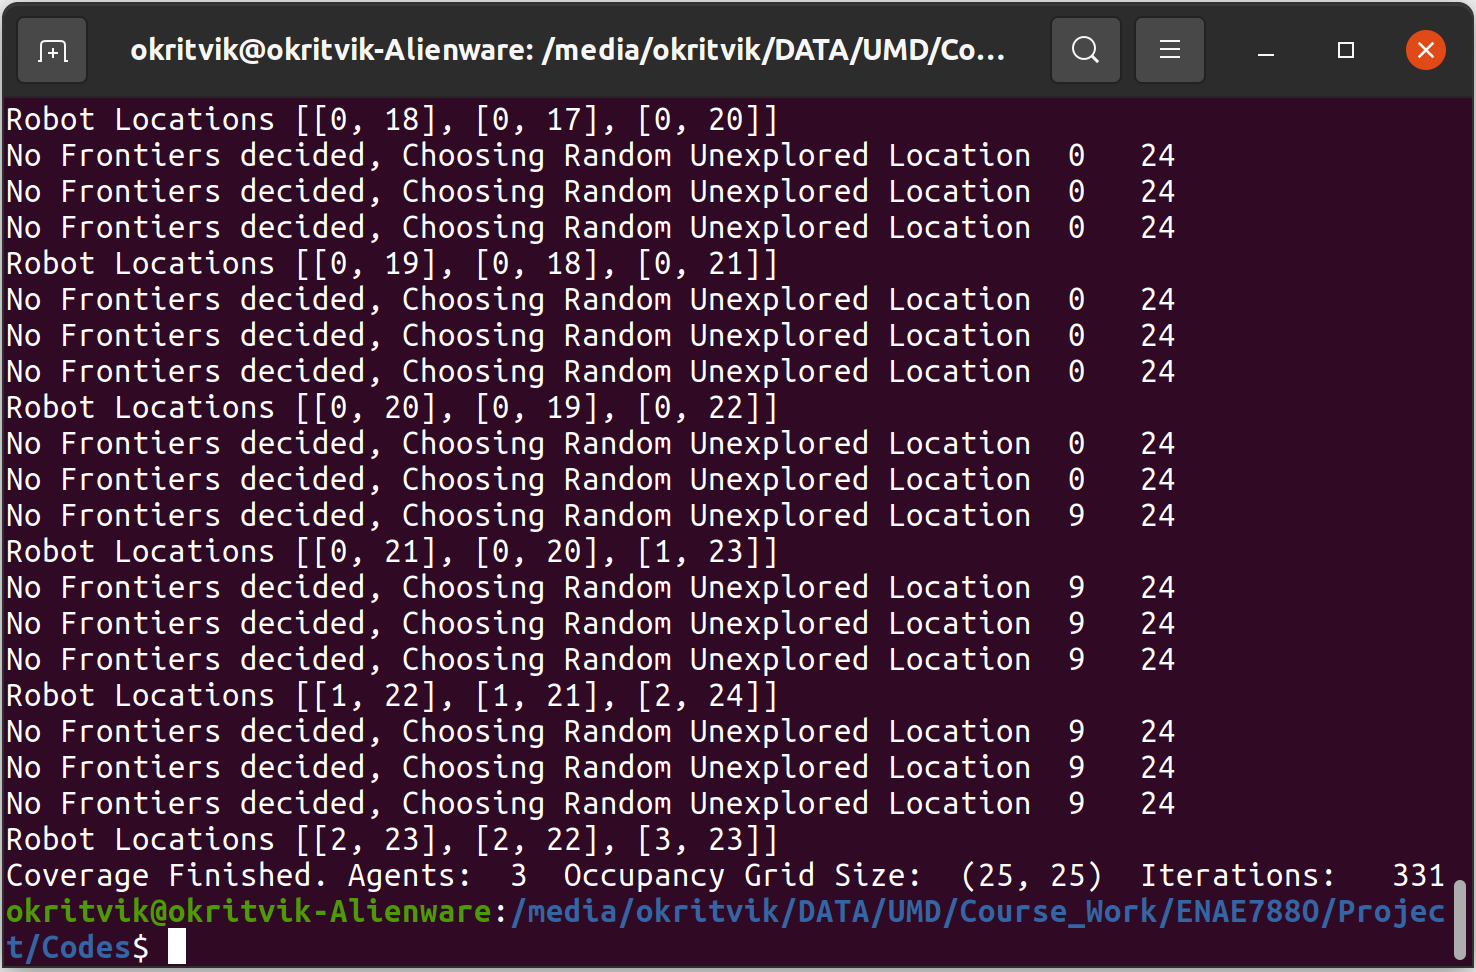 okritvik@okritvik-Alienware: /media/okritvik/DATA/UMD/Co...
Robot Locations [[0, 18], [0, 17], [0, 20]]
No Frontiers decided, Choosing Random Unexplored Location  0   24
No Frontiers decided, Choosing Random Unexplored Location  0   24
No Frontiers decided, Choosing Random Unexplored Location  0   24
Robot Locations [[0, 19], [0, 18], [0, 21]]
No Frontiers decided, Choosing Random Unexplored Location  0   24
No Frontiers decided, Choosing Random Unexplored Location  0   24
No Frontiers decided, Choosing Random Unexplored Location  0   24
Robot Locations [[0, 20], [0, 19], [0, 22]]
No Frontiers decided, Choosing Random Unexplored Location  0   24
No Frontiers decided, Choosing Random Unexplored Location  0   24
No Frontiers decided, Choosing Random Unexplored Location  9   24
Robot Locations [[0, 21], [0, 20], [1, 23]]
No Frontiers decided, Choosing Random Unexplored Location  9   24
No Frontiers decided, Choosing Random Unexplored Location  9   24
No Frontiers decided, Choosing Random Unexplored Location  9   24
Robot Locations [[1, 22], [1, 21], [2, 24]]
No Frontiers decided, Choosing Random Unexplored Location  9   24
No Frontiers decided, Choosing Random Unexplored Location  9   24
No Frontiers decided, Choosing Random Unexplored Location  9   24
Robot Locations [[2, 23], [2, 22], [3, 23]]
Coverage Finished. Agents:  3  Occupancy Grid Size:  (25, 25)  Iterations:   331
okritvik@okritvik-Alienware:/media/okritvik/DATA/UMD/Course_Work/ENAE788O/Projec
t/Codes$